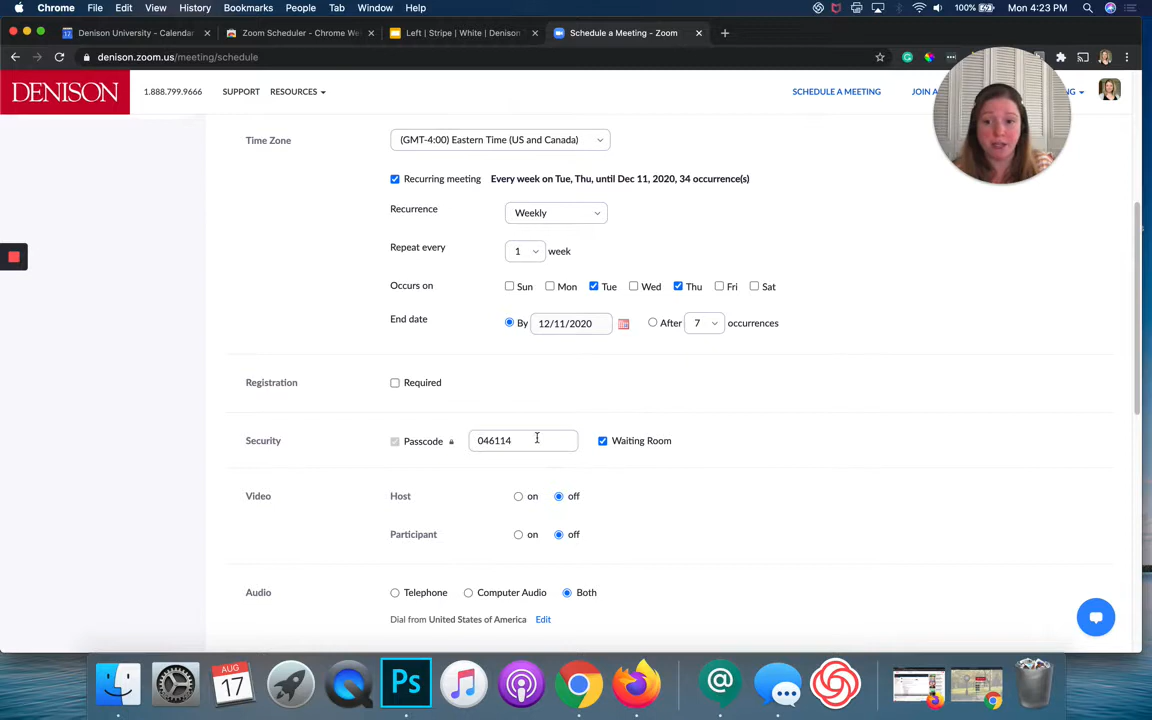 Chrome File Edit View History Bookmarks People Tab Window Help 100% Mon 4:23 PM
Denison University - Calendar Zoom Scheduler - Chrome We Left | Stripe | White | Denison Schedule a Meeting - Zoom
denison.zoom.us/meeting/schedule
DENISON 1.888.799.9666 SUPPORT RESOURCES SCHEDULE A MEETING JOIN A NG
Time Zone (GMT-4:00) Eastern Time (US and Canada)
Recurring meeting Every week on Tue, Thu, until Dec 11, 2020, 34 occurrence(s)
Recurrence Weekly
Repeat every 1 week
Occurs on Sun Mon Tue Wed Thu Fri Sat
End date By 12/11/2020 After 7 occurrences
Registration Required
Security Passcode 046114 Waiting Room
Video Host on off
Participant on off
Audio Telephone Computer Audio Both
Dial from United States of America Edit
AUG
17
Ps
@